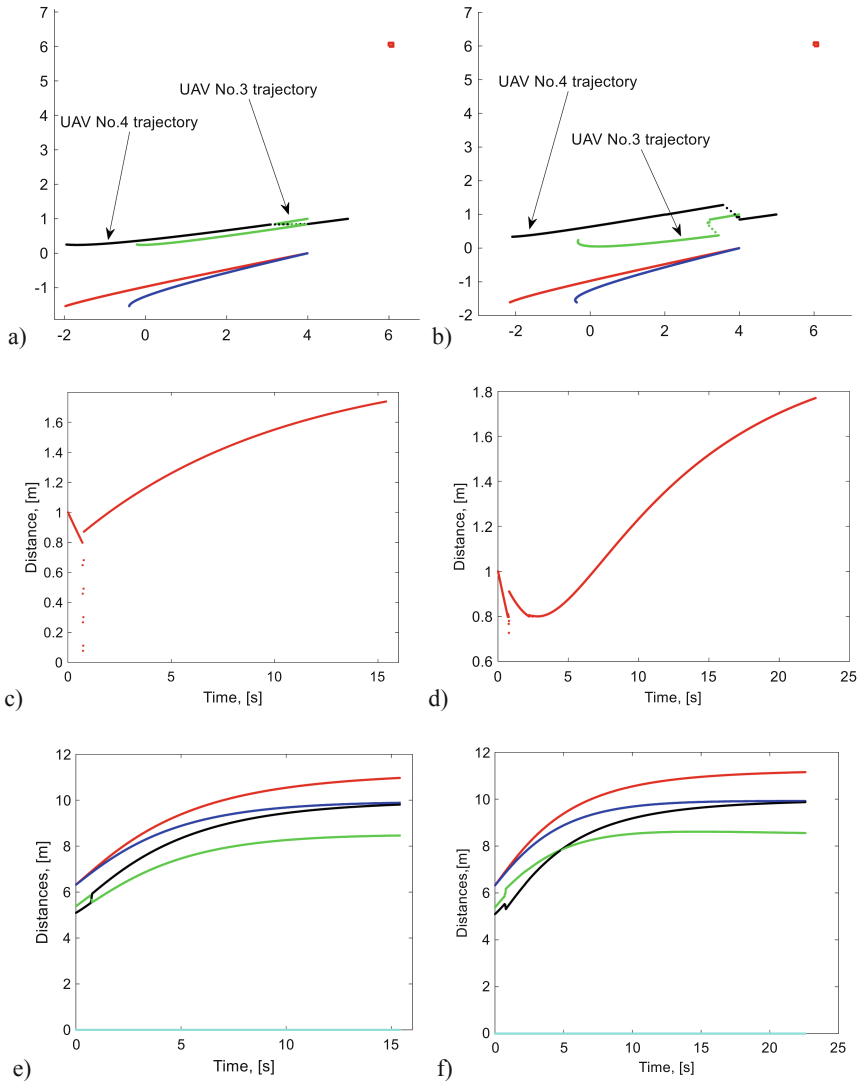 7
6
5
4
3
2
1
0
-1
-2 0 2 4 6
UAV No.3 trajectory
UAV No.4 trajectory
a)
7
6
5
4
3
2
1
0
-1
-2
-2 0 2 4 6
UAV No.4 trajectory
UAV No.3 trajectory
b)
1.6
1.4
1.2
1
0.8
0.6
0.4
0.2
0
0 5 10 15
Distance, [m]
Time, [s]
c)
1.8
1.6
1.4
1.2
1
0.8
0.6
0 5 10 15 20 25
Distance, [m]
Time, [s]
d)
12
10
8
6
4
2
0
0 5 10 15
Distances, [m]
Time, [s]
e)
12
10
8
6
4
2
0
0 5 10 15 20 25
Distances,[m]
Time, [s]
f)